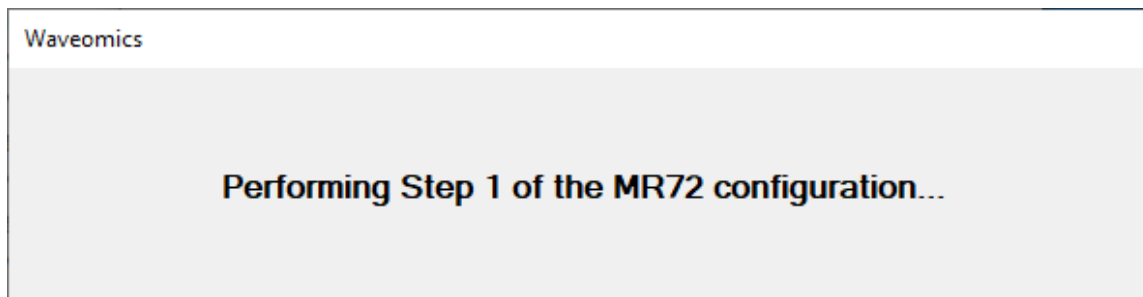 Waveomics
Performing Step 1 of the MR72 configuration...